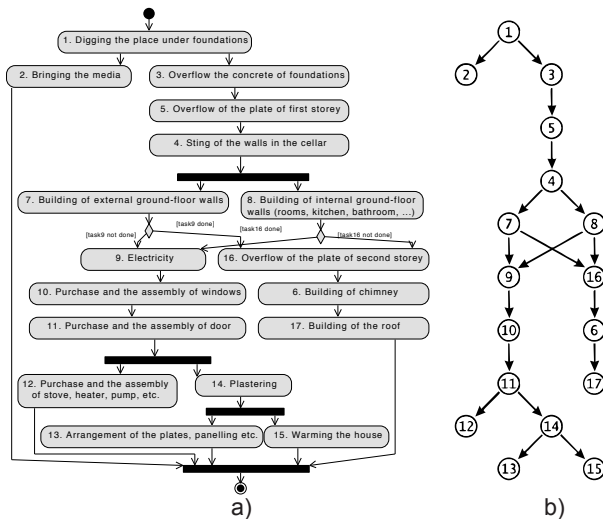 1. Digging the place under foundations
2. Bringing the media
3. Overflow the concrete of foundations
5. Overflow of the plate of first storey
4. Sting of the walls in the cellar
7. Building of external ground-floor walls
8. Building of internal ground-floor
walls (rooms, kitchen, bathroom, ...)
[task9 not done]
[task9 done]
[task16 done]
[task16 not done]
9. Electricity
16. Overflow of the plate of second storey
10. Purchase and the assembly of windows
6. Building of chimney
11. Purchase and the assembly of door
17. Building of the roof
12. Purchase and the assembly
of stove, heater, pump, etc.
14. Plastering
13. Arrangement of the plates, panelling etc.
15. Warming the house
a)
1
2
3
5
4
7
8
9
16
10
6
11
17
12
14
13
15
b)